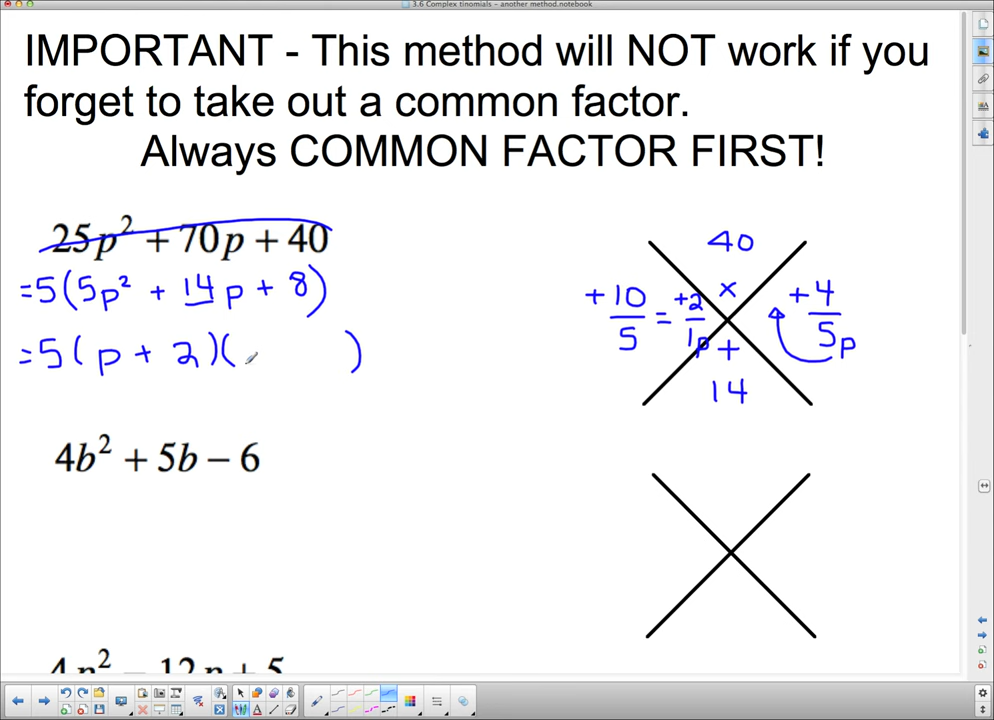 3.6 Complex tinomials – another method.notebook
IMPORTANT - This method will NOT work if you
forget to take out a common factor.
Always COMMON FACTOR FIRST!
25p² + 70p + 40
=5(5p² + 14p + 8)
=5(p + 2)( )
40
×
+10/5 = +2/1p
+4/5p
+
14
4b² + 5b – 6